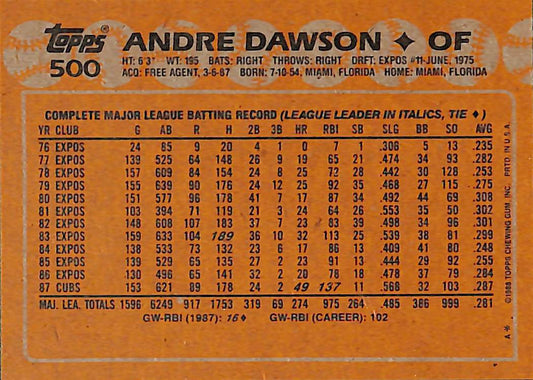 Topps ANDRE DAWSON ✦ OF
500 HT: 6'3" WT: 195 BATS: RIGHT THROWS: RIGHT DRFT: EXPOS #11-JUNE, 1975
ACQ: FREE AGENT, 3-6-87 BORN: 7-10-54, MIAMI, FLORIDA HOME: MIAMI, FLORIDA
COMPLETE MAJOR LEAGUE BATTING RECORD (LEAGUE LEADER IN ITALICS, TIE ♦)
YR CLUB G AB R H 2B 3B HR RBI SB SLG BB SO AVG
76 EXPOS 24 85 9 20 4 1 0 7 1 .306 5 13 .235
77 EXPOS 139 525 64 148 26 9 19 65 21 .474 34 93 .282
78 EXPOS 157 609 84 154 24 8 25 72 28 .442 30 128 .253
79 EXPOS 155 639 90 176 24 12 25 92 35 .468 27 115 .275
80 EXPOS 151 577 96 178 41 7 17 87 34 .492 44 69 .308
81 EXPOS 103 394 71 119 21 3 24 64 26 .553 35 50 .302
82 EXPOS 148 608 107 183 37 7 23 83 39 .498 34 96 .301
83 EXPOS 159 633 104 189 36 10 32 113 25 .539 38 81 .299
84 EXPOS 138 533 73 132 23 6 17 86 13 .409 41 80 .248
85 EXPOS 139 529 65 135 27 2 23 91 13 .444 29 92 .255
86 EXPOS 130 496 65 141 32 2 20 78 18 .478 37 79 .284
87 CUBS 153 621 89 178 24 2 49 137 11 .568 32 103 .287
MAJ. LEA. TOTALS 1596 6249 917 1753 319 69 274 975 264 .485 386 999 .281
GW-RBI (1987): 16♦ GW-RBI (CAREER): 102
©1988 TOPPS CHEWING GUM, INC. PRTD. IN U.S.A.
A*